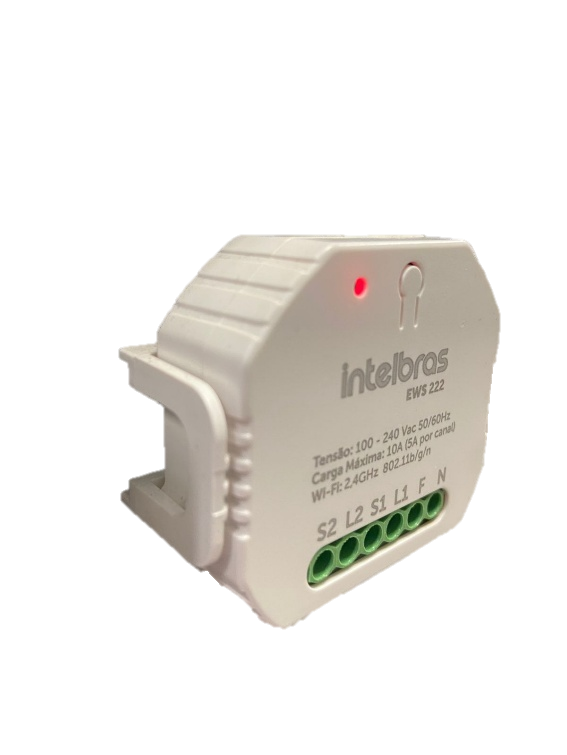 intelbras
EWS 222
Tensão: 100 - 240 Vac 50/60Hz
Carga Máxima: 10A (5A por canal)
Wi-Fi: 2,4GHz 802.11b/g/n
S2 L2 S1 L1 F N